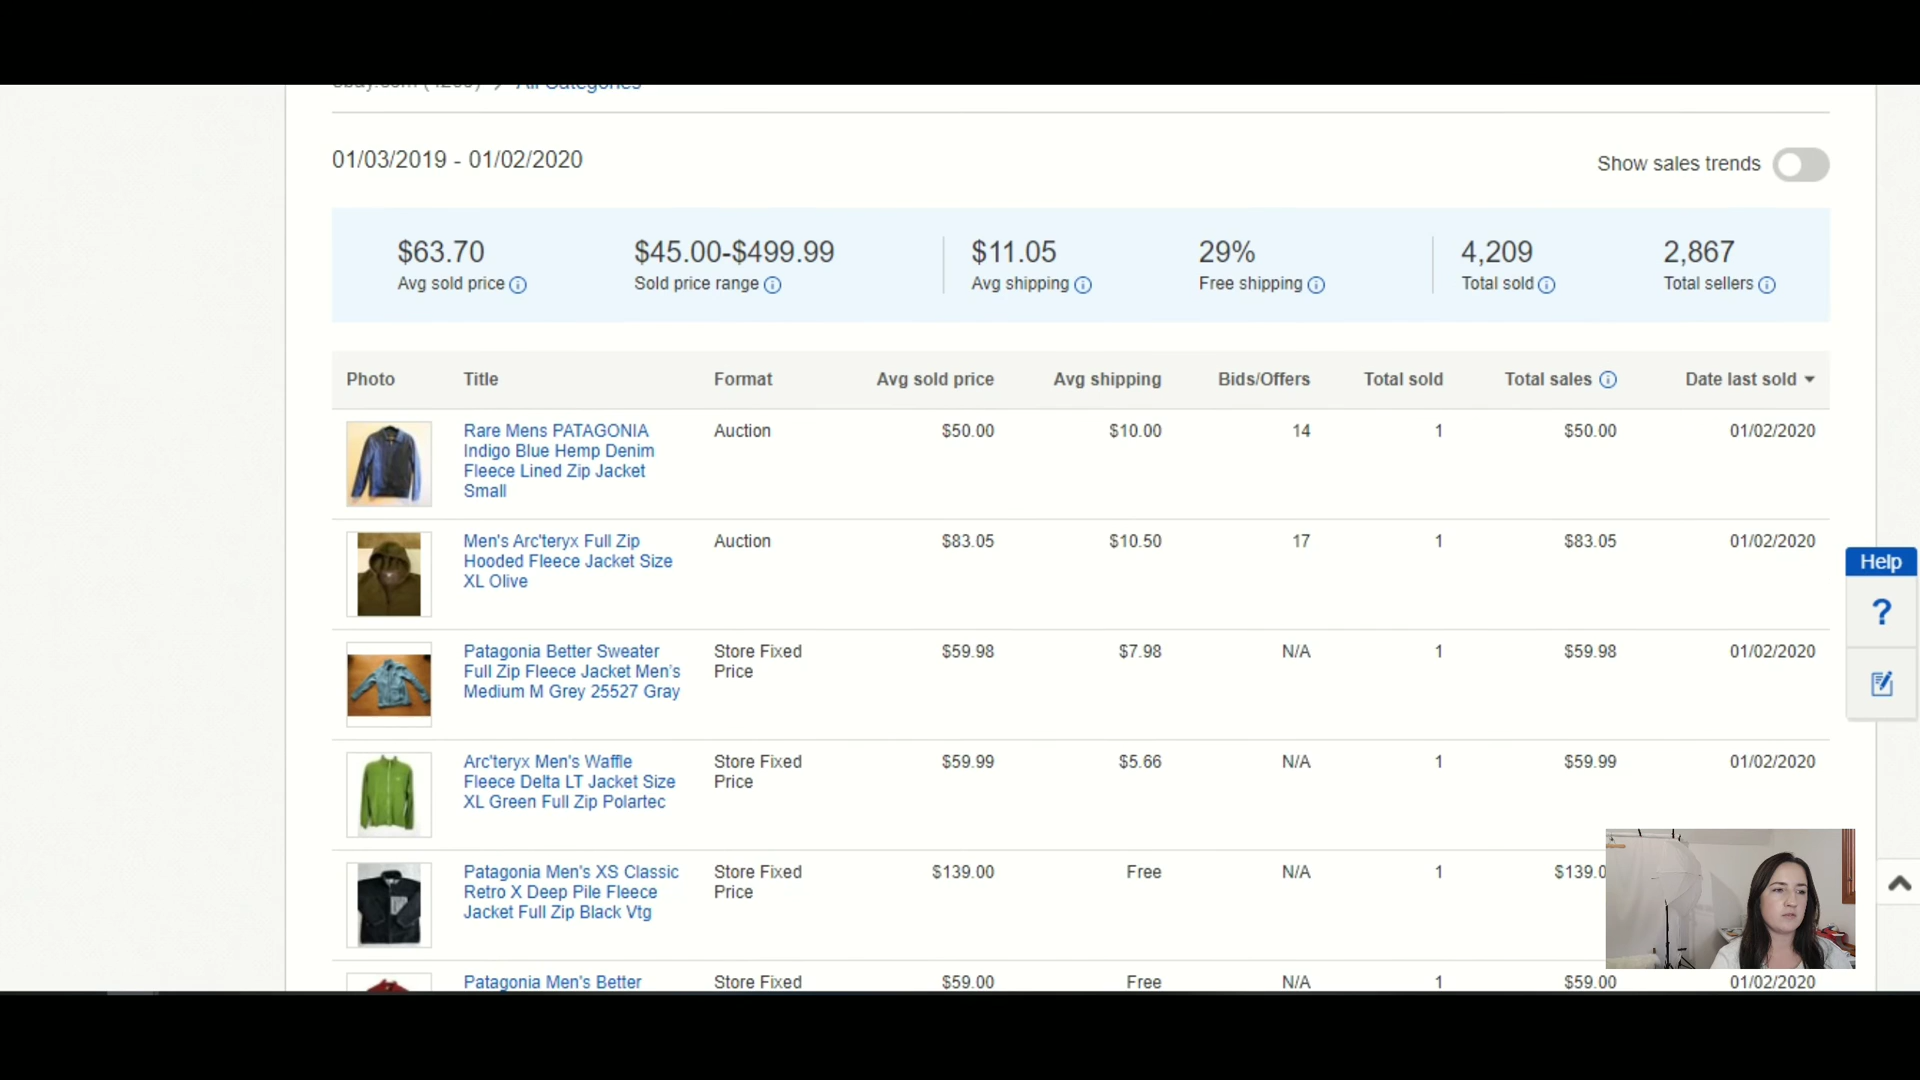 All Categories
01/03/2019 - 01/02/2020
Show sales trends
$63.70 $45.00-$499.99 $11.05 29% 4,209 2,867
Avg sold price Sold price range Avg shipping Free shipping Total sold Total sellers
Photo Title Format Avg sold price Avg shipping Bids/Offers Total sold Total sales Date last sold
Rare Mens PATAGONIA Auction $50.00 $10.00 14 1 $50.00 01/02/2020
Indigo Blue Hemp Denim
Fleece Lined Zip Jacket
Small
Men's Arc'teryx Full Zip Auction $83.05 $10.50 17 1 $83.05 01/02/2020
Hooded Fleece Jacket Size
XL Olive
Help
?
Patagonia Better Sweater Store Fixed $59.98 $7.98 N/A 1 $59.98 01/02/2020
Full Zip Fleece Jacket Men's Price
Medium M Grey 25527 Gray
Arc'teryx Men's Waffle Store Fixed $59.99 $5.66 N/A 1 $59.99 01/02/2020
Fleece Delta LT Jacket Size Price
XL Green Full Zip Polartec
Patagonia Men's XS Classic Store Fixed $139.00 Free N/A 1 $139.0
Retro X Deep Pile Fleece Price
Jacket Full Zip Black Vtg
Patagonia Men's Better Store Fixed $59.00 Free N/A 1 $59.00 01/02/2020